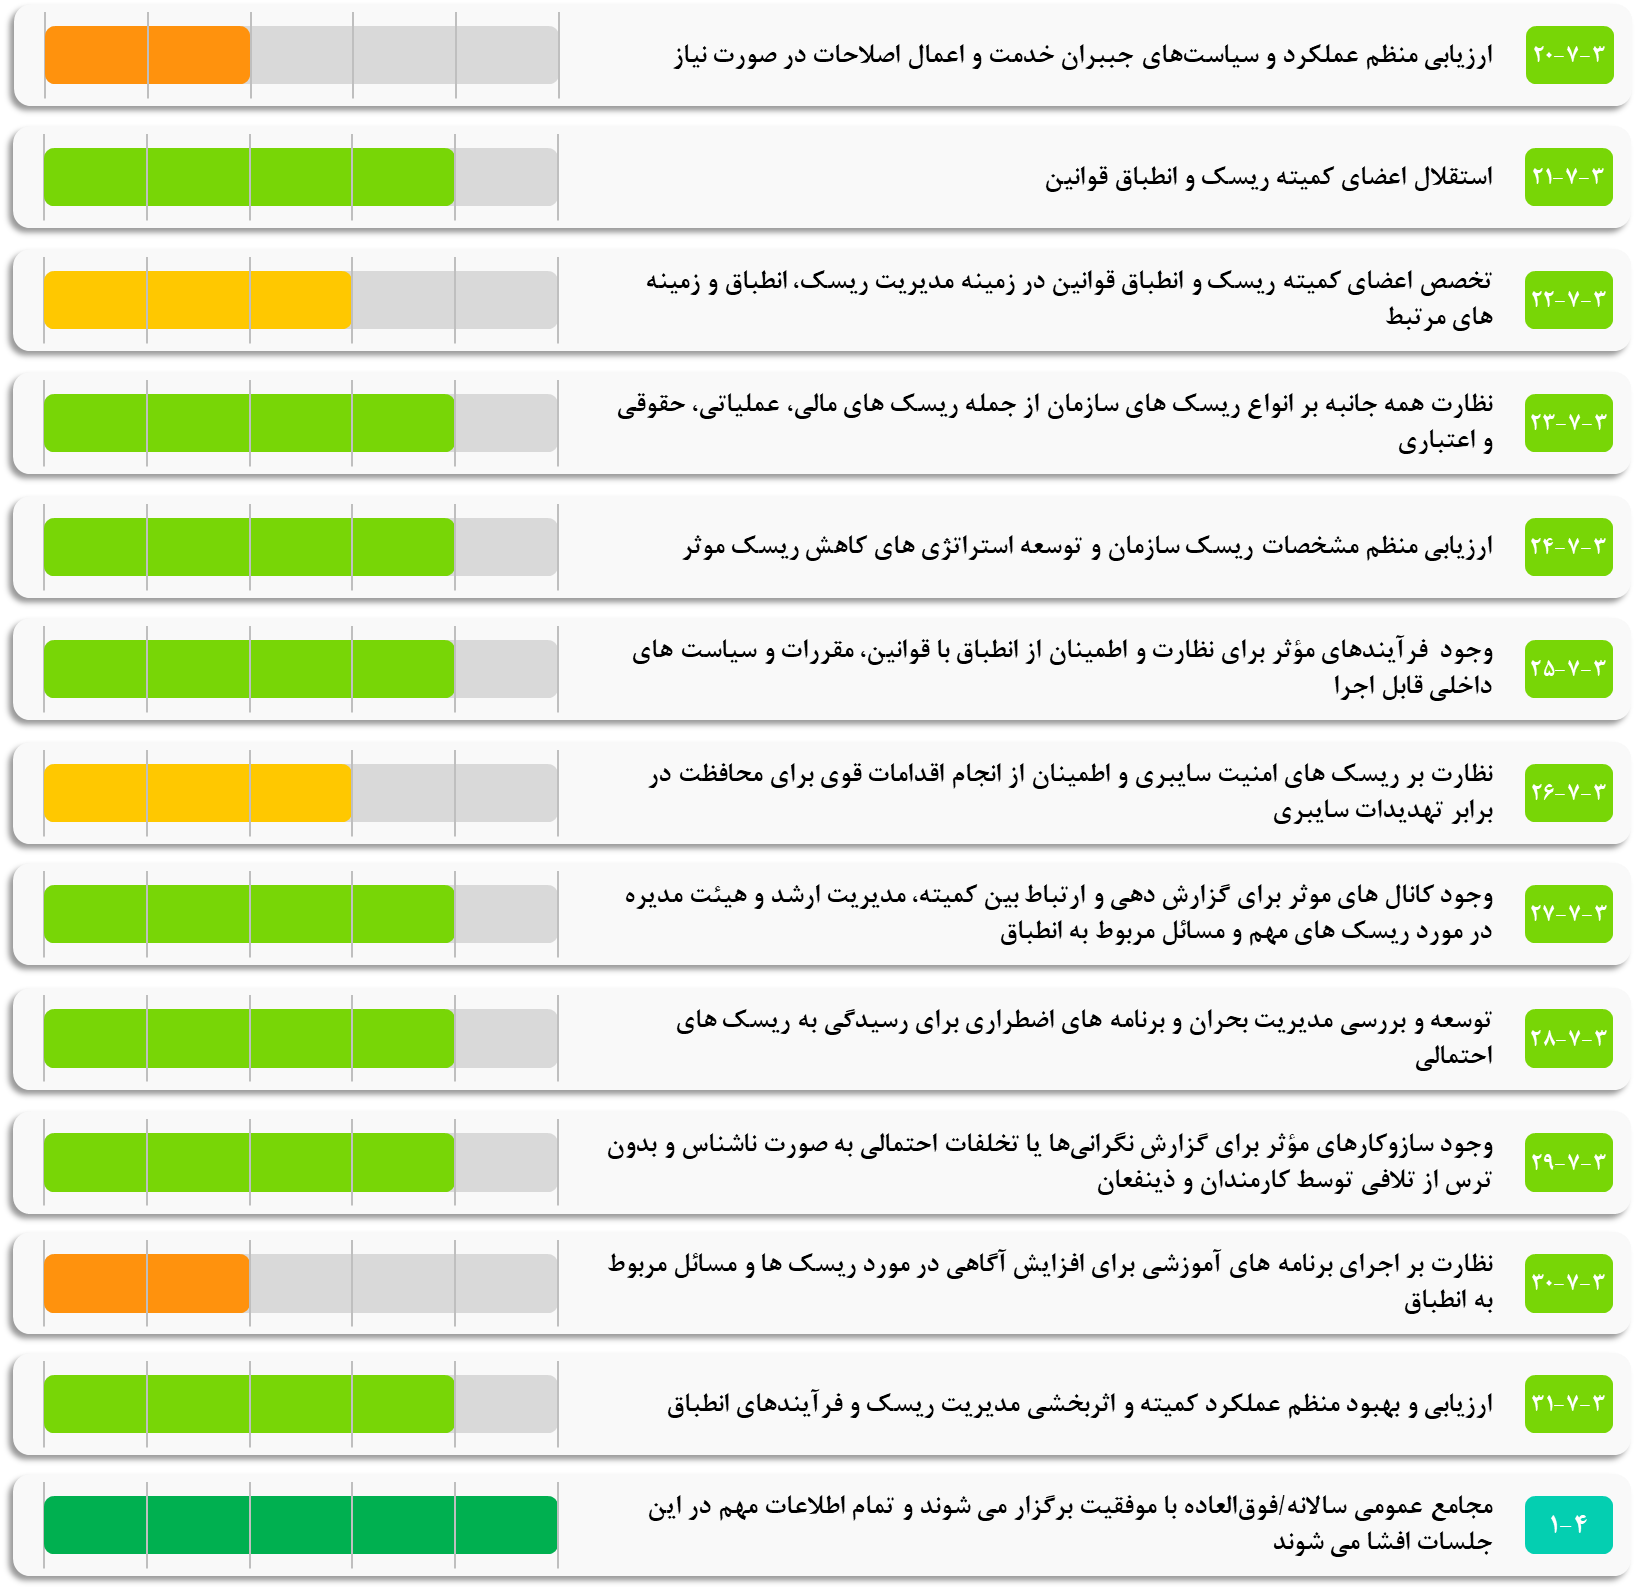 ۳-۷-۲۰
ارزیابی منظم عملکرد و سیاست‌های جبران خدمت و اعمال اصلاحات در صورت نیاز
۳-۷-۲۱
استقلال اعضای کمیته ریسک و انطباق قوانین
۳-۷-۲۲
تخصص اعضای کمیته ریسک و انطباق قوانین در زمینه مدیریت ریسک، انطباق و زمینه
های مرتبط
۳-۷-۲۳
نظارت همه جانبه بر انواع ریسک های سازمان از جمله ریسک های مالی، عملیاتی، حقوقی
و اعتباری
۳-۷-۲۴
ارزیابی منظم مشخصات ریسک سازمان و توسعه استراتژی های کاهش ریسک موثر
۳-۷-۲۵
وجود فرآیندهای مؤثر برای نظارت و اطمینان از انطباق با قوانین، مقررات و سیاست های
داخلی قابل اجرا
۳-۷-۲۶
نظارت بر ریسک های امنیت سایبری و اطمینان از انجام اقدامات قوی برای محافظت در
برابر تهدیدات سایبری
۳-۷-۲۷
وجود کانال های موثر برای گزارش دهی و ارتباط بین کمیته، مدیریت ارشد و هیئت مدیره
در مورد ریسک های مهم و مسائل مربوط به انطباق
۳-۷-۲۸
توسعه و بررسی مدیریت بحران و برنامه های اضطراری برای رسیدگی به ریسک های
احتمالی
۳-۷-۲۹
وجود سازوکارهای مؤثر برای گزارش نگرانی‌ها یا تخلفات احتمالی به صورت ناشناس و بدون
ترس از تلافی توسط کارمندان و ذینفعان
۳-۷-۳۰
نظارت بر اجرای برنامه های آموزشی برای افزایش آگاهی در مورد ریسک ها و مسائل مربوط
به انطباق
۳-۷-۳۱
ارزیابی و بهبود منظم عملکرد کمیته و اثربخشی مدیریت ریسک و فرآیندهای انطباق
۴-۱
مجامع عمومی سالانه/فوق‌العاده با موفقیت برگزار می شوند و تمام اطلاعات مهم در این
جلسات افشا می شوند